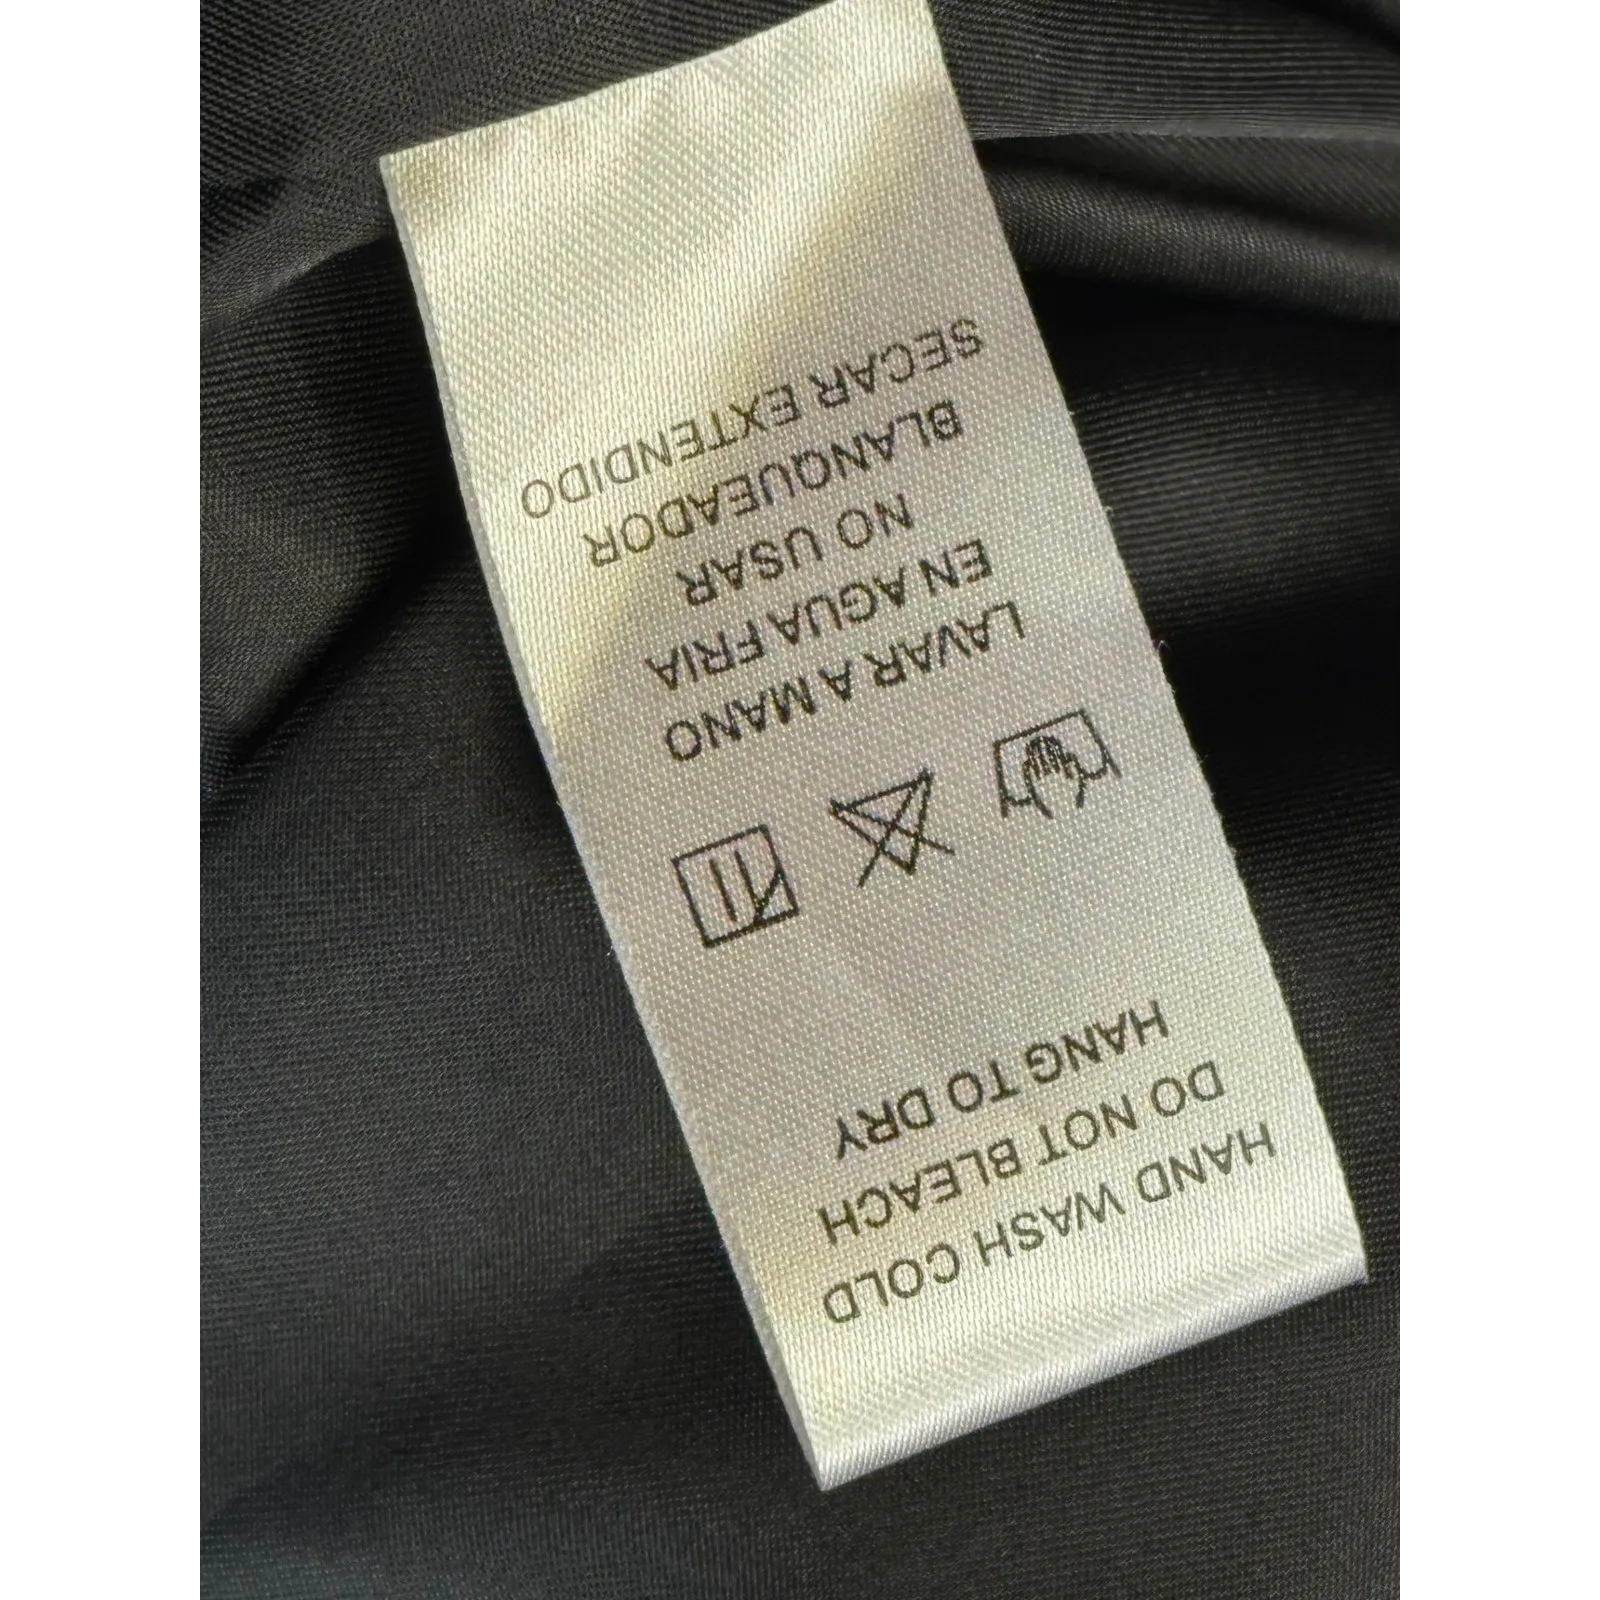 HAND WASH COLD
DO NOT BLEACH
HANG TO DRY
LAVAR A MANO
EN AGUA FRIA
NO USAR
BLANQUEADOR
SECAR EXTENDIDO